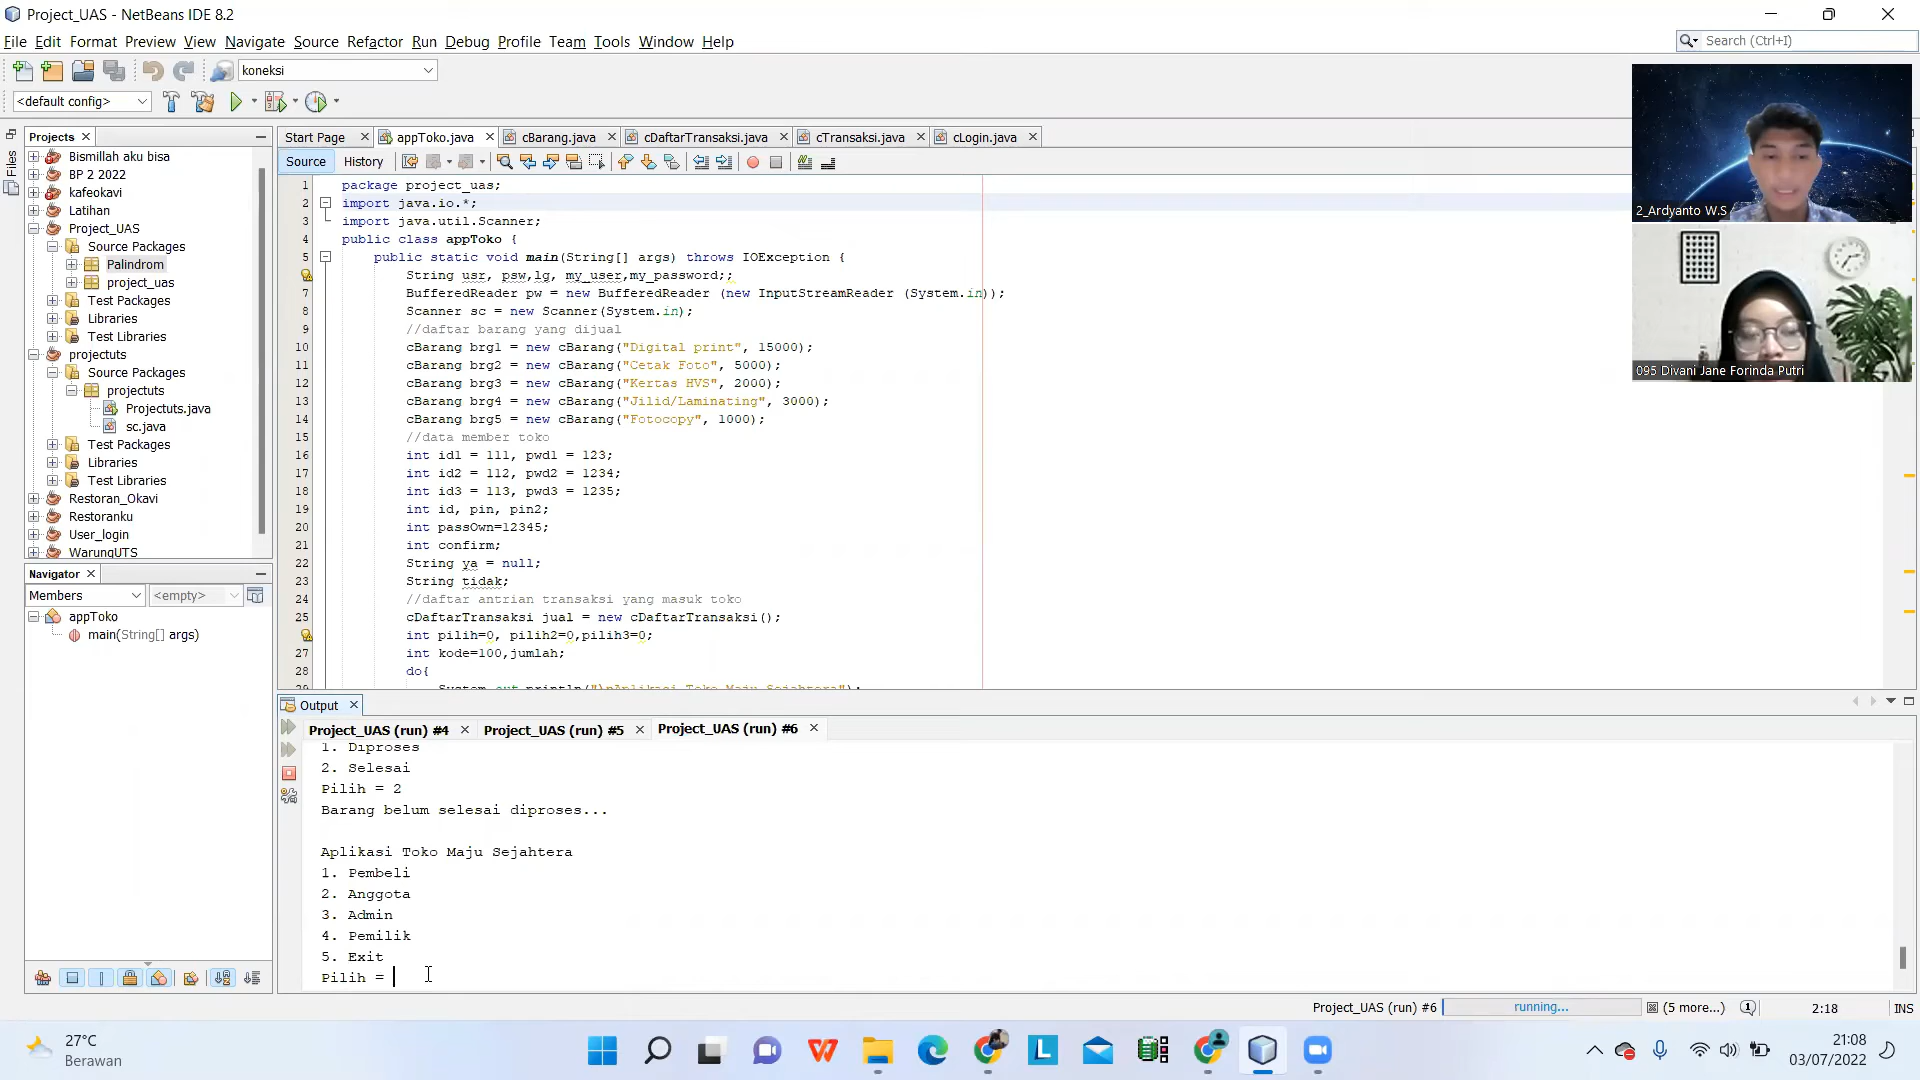 Project_UAS - NetBeans IDE 8.2
File Edit Format Preview View Navigate Source Refactor Run Debug Profile Team Tools Window Help
Search (Ctrl+I)
koneksi
<default config>
Projects
Files
Bismillah aku bisa
BP 2 2022
kafeokavi
Latihan
Project_UAS
Source Packages
Palindrom
project_uas
Test Packages
Libraries
Test Libraries
projectuts
Source Packages
projectuts
Projectuts.java
sc.java
Test Packages
Libraries
Test Libraries
Restoran_Okavi
Restoranku
User_login
WarungUTS
Navigator
Members
<empty>
appToko
main(String[] args)
Start Page appToko.java cBarang.java cDaftarTransaksi.java cTransaksi.java cLogin.java
Source History
1 package project_uas;
2 import java.io.*;
3 import java.util.Scanner;
4 public class appToko {
5 public static void main(String[] args) throws IOException {
String usr, psw,lg, my_user,my_password;;
7 BufferedReader pw = new BufferedReader (new InputStreamReader (System.in));
8 Scanner sc = new Scanner(System.in);
9 //daftar barang yang dijual
10 cBarang brg1 = new cBarang("Digital print", 15000);
11 cBarang brg2 = new cBarang("Cetak Foto", 5000);
12 cBarang brg3 = new cBarang("Kertas HVS", 2000);
13 cBarang brg4 = new cBarang("Jilid/Laminating", 3000);
14 cBarang brg5 = new cBarang("Fotocopy", 1000);
15 //data member toko
16 int id1 = 111, pwd1 = 123;
17 int id2 = 112, pwd2 = 1234;
18 int id3 = 113, pwd3 = 1235;
19 int id, pin, pin2;
20 int passOwn=12345;
21 int confirm;
22 String ya = null;
23 String tidak;
24 //daftar antrian transaksi yang masuk toko
25 cDaftarTransaksi jual = new cDaftarTransaksi();
int pilih=0, pilih2=0,pilih3=0;
27 int kode=100,jumlah;
28 do{
29 System.out.println("\nAplikasi Toko Maju Sejahtera");
2_Ardyanto W.S
095 Divani Jane Forinda Putri
Output
Project_UAS (run) #4 Project_UAS (run) #5 Project_UAS (run) #6
1. Diproses
2. Selesai
Pilih = 2
Barang belum selesai diproses...
Aplikasi Toko Maju Sejahtera
1. Pembeli
2. Anggota
3. Admin
4. Pemilik
5. Exit
Pilih =
Project_UAS (run) #6 running... (5 more...) 1 2:18 INS
27°C
Berawan
21:08
03/07/2022